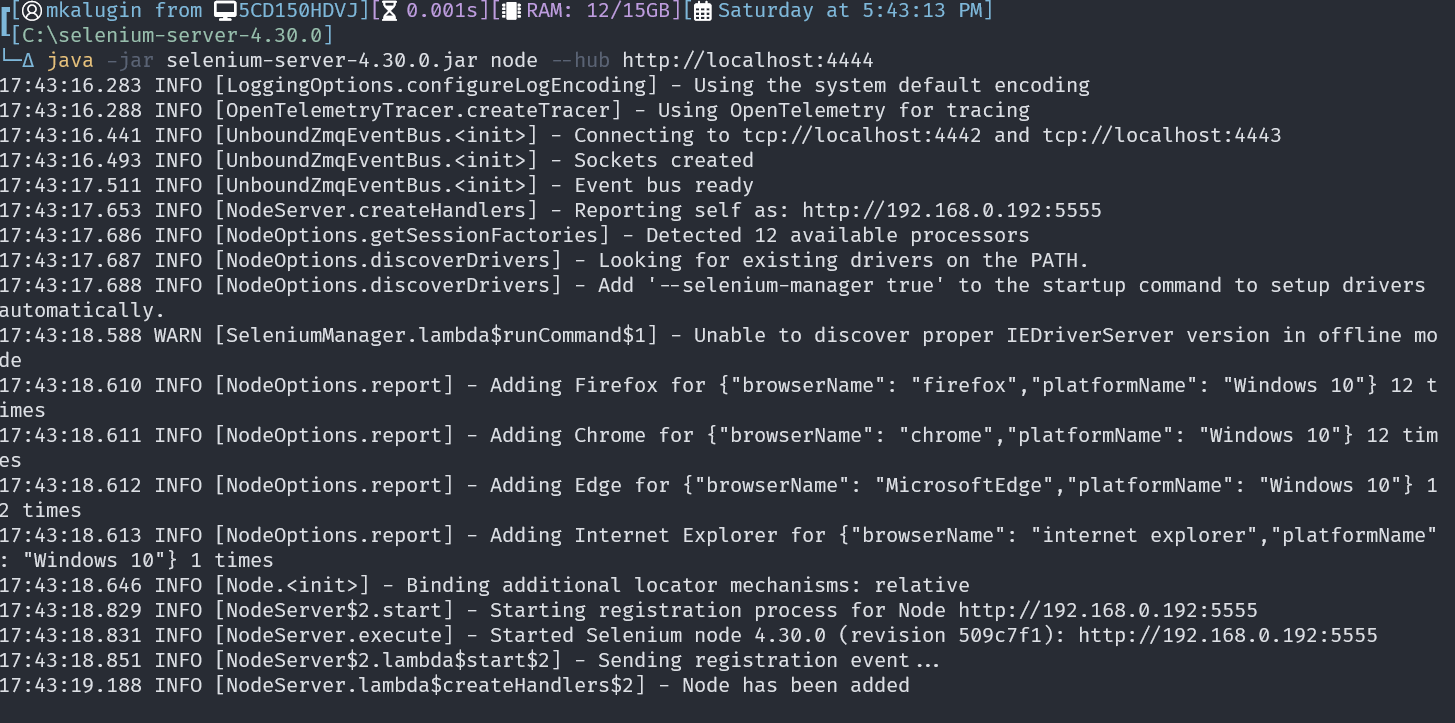 [mkalugin from 5CD150HDVJ][ 0.001s][ RAM: 12/15GB][ Saturday at 5:43:13 PM]
[C:\selenium-server-4.30.0]
└─Δ java -jar selenium-server-4.30.0.jar node --hub http://localhost:4444
17:43:16.283 INFO [LoggingOptions.configureLogEncoding] - Using the system default encoding
17:43:16.288 INFO [OpenTelemetryTracer.createTracer] - Using OpenTelemetry for tracing
17:43:16.441 INFO [UnboundZmqEventBus.<init>] - Connecting to tcp://localhost:4442 and tcp://localhost:4443
17:43:16.493 INFO [UnboundZmqEventBus.<init>] - Sockets created
17:43:17.511 INFO [UnboundZmqEventBus.<init>] - Event bus ready
17:43:17.653 INFO [NodeServer.createHandlers] - Reporting self as: http://192.168.0.192:5555
17:43:17.686 INFO [NodeOptions.getSessionFactories] - Detected 12 available processors
17:43:17.687 INFO [NodeOptions.discoverDrivers] - Looking for existing drivers on the PATH.
17:43:17.688 INFO [NodeOptions.discoverDrivers] - Add '--selenium-manager true' to the startup command to setup drivers
automatically.
17:43:18.588 WARN [SeleniumManager.lambda$runCommand$1] - Unable to discover proper IEDriverServer version in offline mo
de
17:43:18.610 INFO [NodeOptions.report] - Adding Firefox for {"browserName": "firefox","platformName": "Windows 10"} 12 t
imes
17:43:18.611 INFO [NodeOptions.report] - Adding Chrome for {"browserName": "chrome","platformName": "Windows 10"} 12 tim
es
17:43:18.612 INFO [NodeOptions.report] - Adding Edge for {"browserName": "MicrosoftEdge","platformName": "Windows 10"} 1
2 times
17:43:18.613 INFO [NodeOptions.report] - Adding Internet Explorer for {"browserName": "internet explorer","platformName"
: "Windows 10"} 1 times
17:43:18.646 INFO [Node.<init>] - Binding additional locator mechanisms: relative
17:43:18.829 INFO [NodeServer$2.start] - Starting registration process for Node http://192.168.0.192:5555
17:43:18.831 INFO [NodeServer.execute] - Started Selenium node 4.30.0 (revision 509c7f1): http://192.168.0.192:5555
17:43:18.851 INFO [NodeServer$2.lambda$start$2] - Sending registration event...
17:43:19.188 INFO [NodeServer.lambda$createHandlers$2] - Node has been added